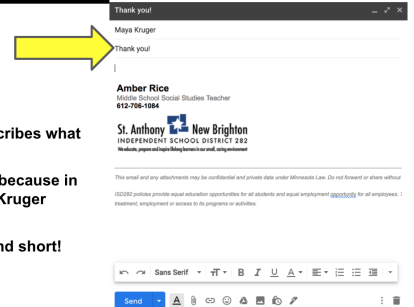 Thank you!
Maya Kruger
Thank you!
Amber Rice
Middle School Social Studies Teacher
612-706-1084
St. Anthony New Brighton
INDEPENDENT SCHOOL DISTRICT 282
We educate, prepare and inspire lifelong learners in our small, caring environment
cribes what
because in
Kruger
nd short!
This email and any attachments may be confidential and private under Minnesota Law. Do not forward or share without
ISD282 policies provide equal education opportunities for all students and equal employment opportunity for all employees.
treatment, employment or access to its programs or activities.
Sans Serif
B I U A
Send
A